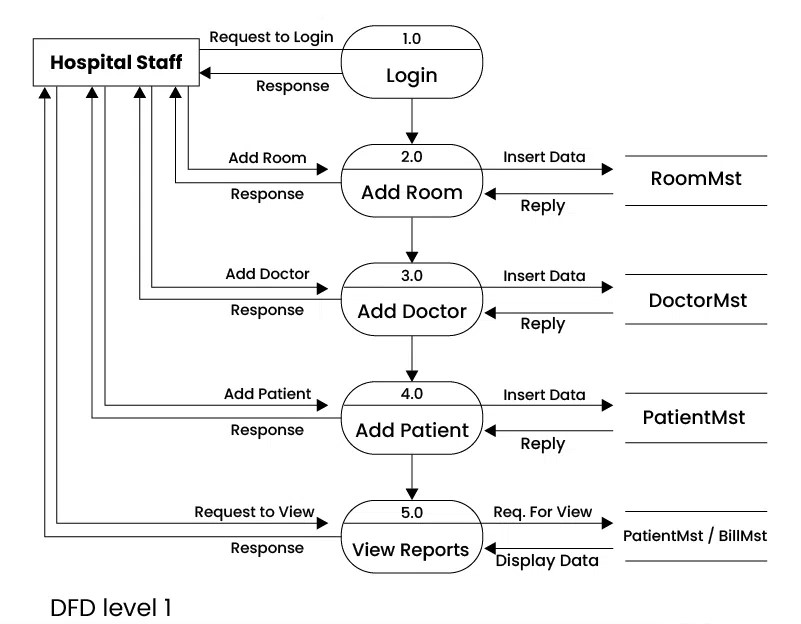 Request to Login
1.0
Hospital Staff
Login
Response
Add Room
2.0
Insert Data
RoomMst
Response
Add Room
Reply
Add Doctor
3.0
Insert Data
DoctorMst
Response
Add Doctor
Reply
Add Patient
4.0
Insert Data
PatientMst
Response
Add Patient
Reply
Request to View
5.0
Req. For View
PatientMst / BillMst
Response
View Reports
Display Data
DFD level 1